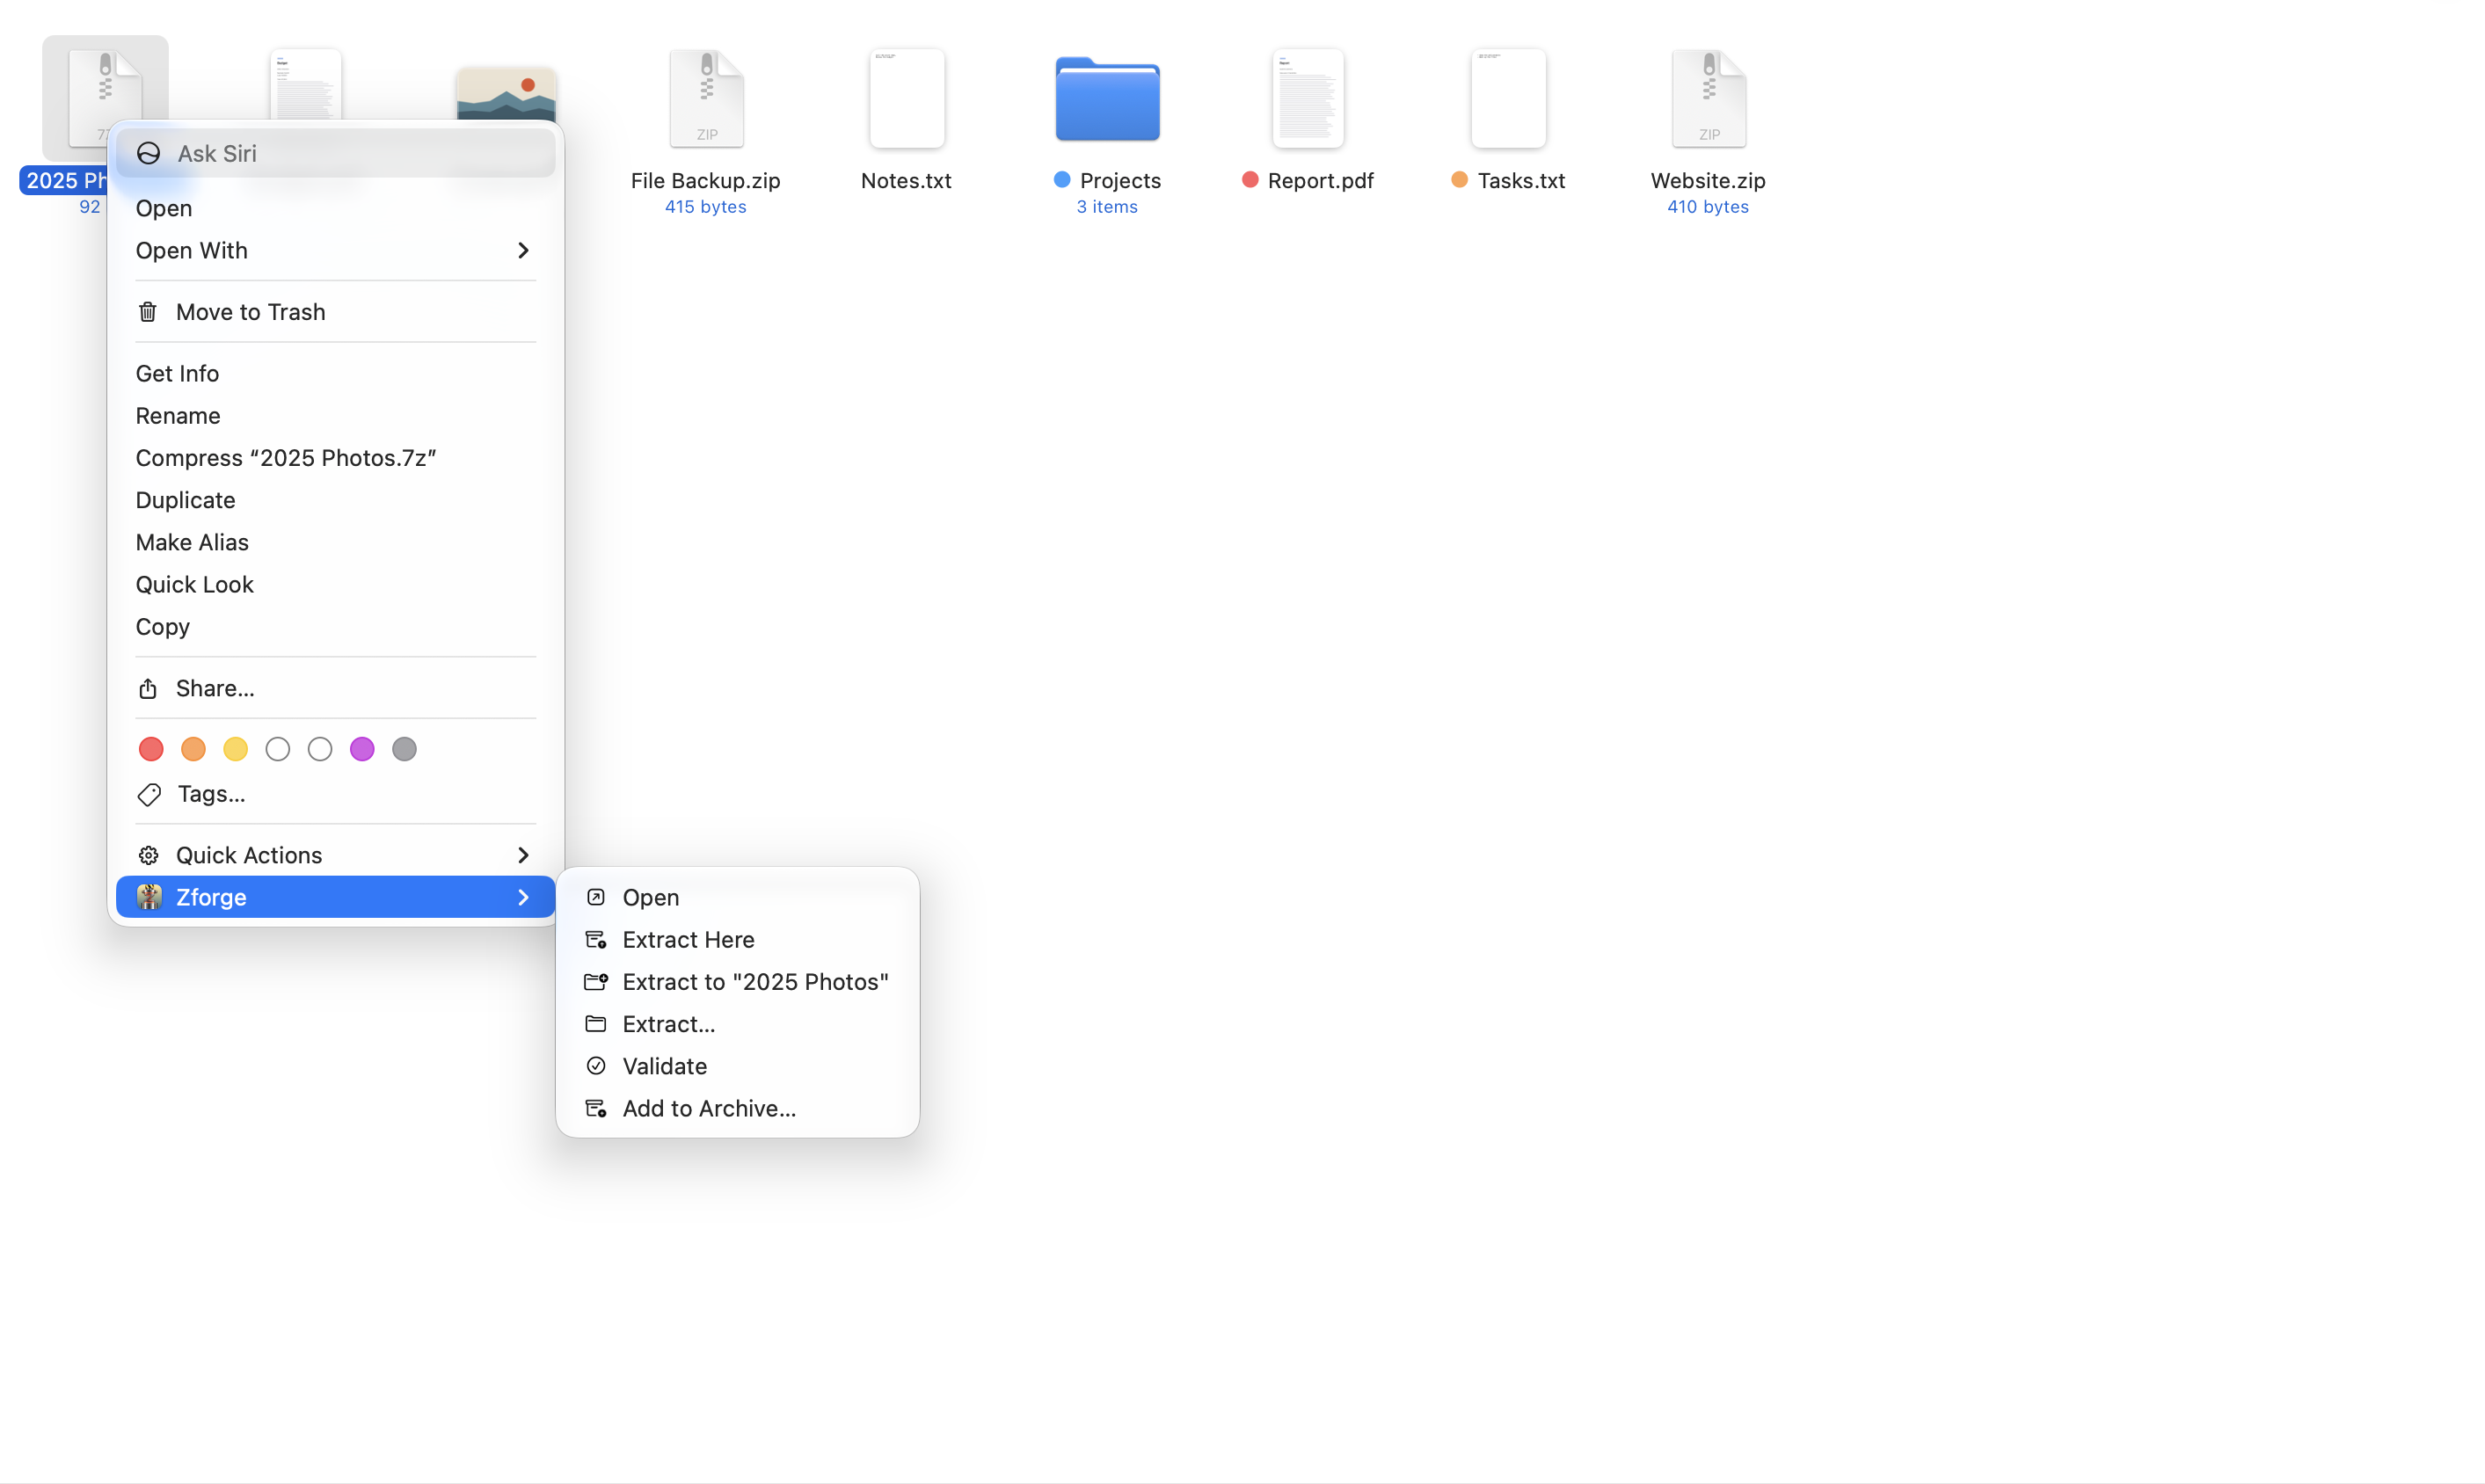 ZIP
ZIP
2025 Ph
92
File Backup.zip
415 bytes
Notes.txt
Projects
3 items
Report.pdf
Tasks.txt
Website.zip
410 bytes
Ask Siri
Open
Open With
Move to Trash
Get Info
Rename
Compress “2025 Photos.7z”
Duplicate
Make Alias
Quick Look
Copy
Share...
Tags...
Quick Actions
Zforge
Open
Extract Here
Extract to "2025 Photos"
Extract...
Validate
Add to Archive...